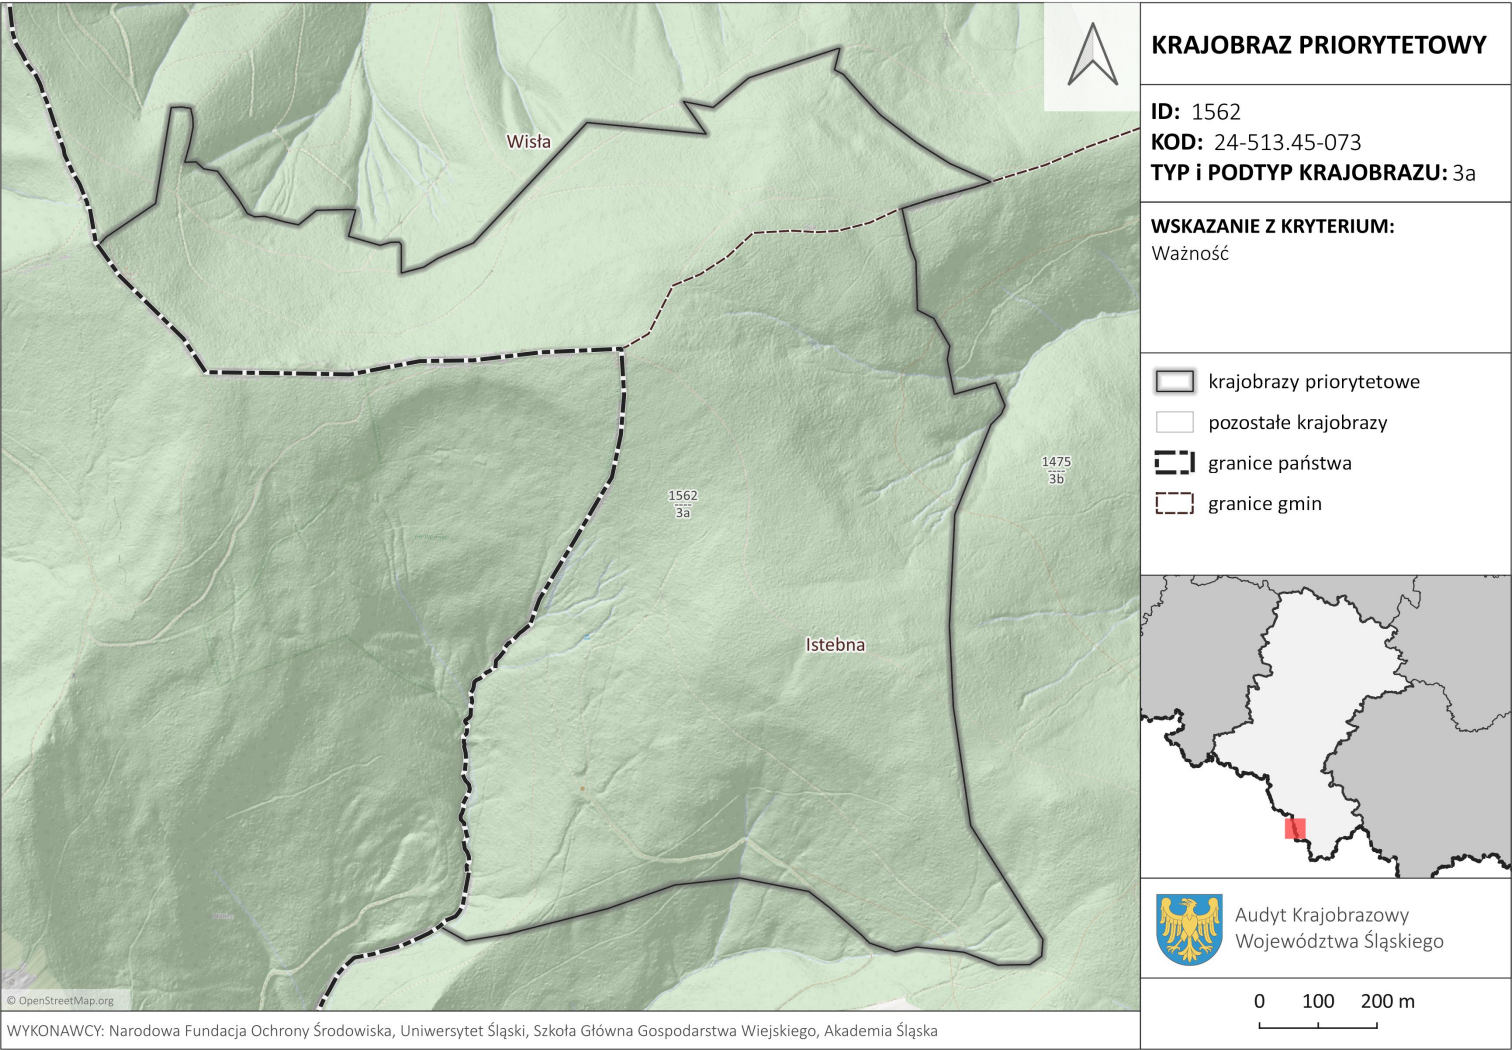 KRAJOBRAZ PRIORYTETOWY
ID: 1562
KOD: 24-513.45-073
TYP i PODTYP KRAJOBRAZU: 3a
WSKAZANIE Z KRYTERIUM:
Ważność
krajobrazy priorytetowe
pozostałe krajobrazy
granice państwa
granice gmin
Wisła
1475
3b
1562
3a
Istebna
Audyt Krajobrazowy
Województwa Śląskiego
0 100 200 m
© OpenStreetMap.org
WYKONAWCY: Narodowa Fundacja Ochrony Środowiska, Uniwersytet Śląski, Szkoła Główna Gospodarstwa Wiejskiego, Akademia Śląska